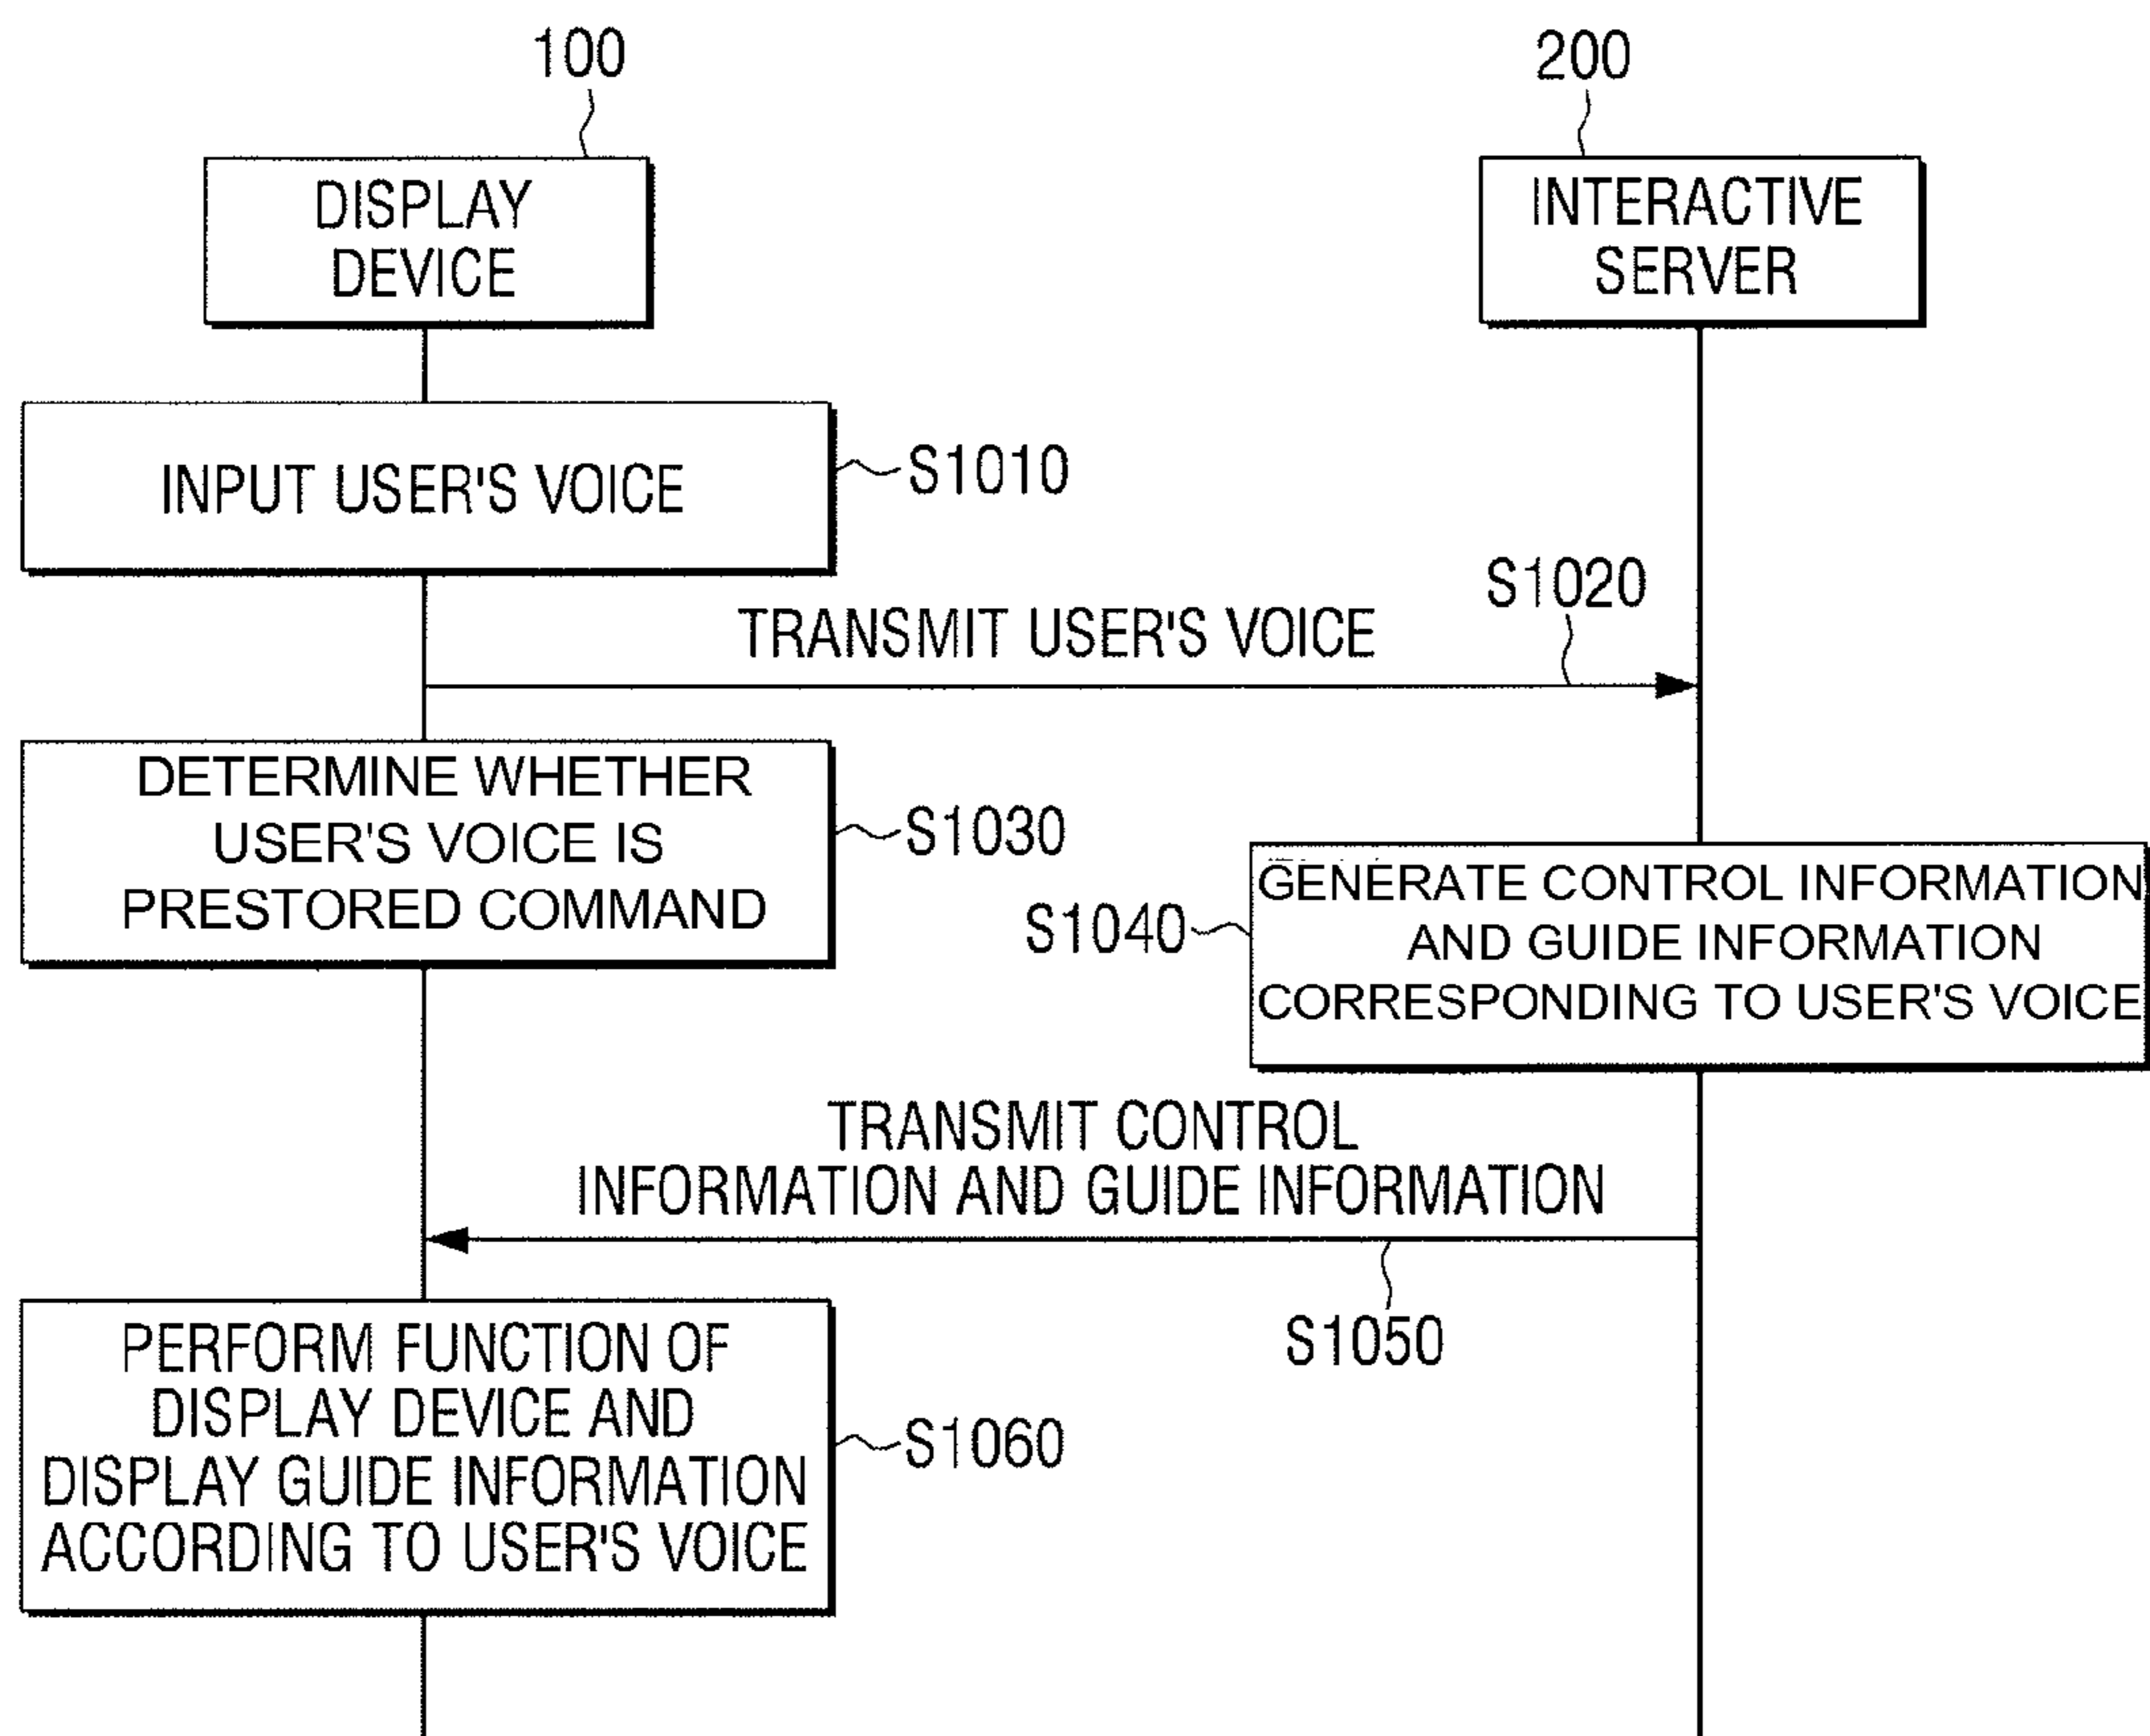 100
200
DISPLAY
DEVICE
INTERACTIVE
SERVER
INPUT USER'S VOICE
S1010
S1020
TRANSMIT USER'S VOICE
DETERMINE WHETHER
USER'S VOICE IS
PRESTORED COMMAND
S1030
S1040
GENERATE CONTROL INFORMATION
AND GUIDE INFORMATION
CORRESPONDING TO USER'S VOICE
TRANSMIT CONTROL
INFORMATION AND GUIDE INFORMATION
S1050
PERFORM FUNCTION OF
DISPLAY DEVICE AND
DISPLAY GUIDE INFORMATION
ACCORDING TO USER'S VOICE
S1060